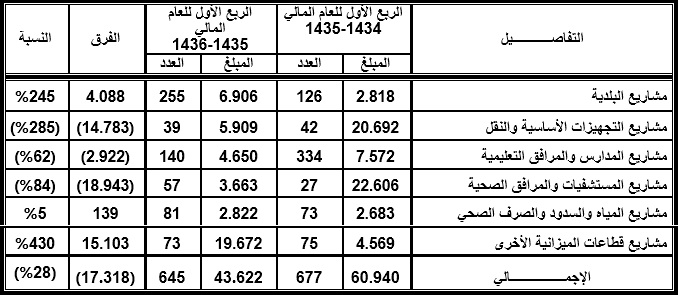 التفاصــــــــــيل الربع الأول للعام المالي 1434-1435 الربع الأول للعام المالي 1435-1436 الفرق النسبة
المبلغ العدد المبلغ العدد
مشاريع البلدية 2.818 126 6.906 255 4.088 245%
مشاريع التجهيزات الأساسية والنقل 20.692 42 5.909 39 (14.783) (285%)
مشاريع المدارس والمرافق التعليمية 7.572 334 4.650 140 (2.922) (62%)
مشاريع المستشفيات والمرافق الصحية 22.606 27 3.663 57 (18.943) (84%)
مشاريع المياه والسدود والصرف الصحي 2.683 73 2.822 81 139 5%
مشاريع قطاعات الميزانية الأخرى 4.569 75 19.672 73 15.103 430%
الإجمـــــــــــالي 60.940 677 43.622 645 (17.318) (28%)